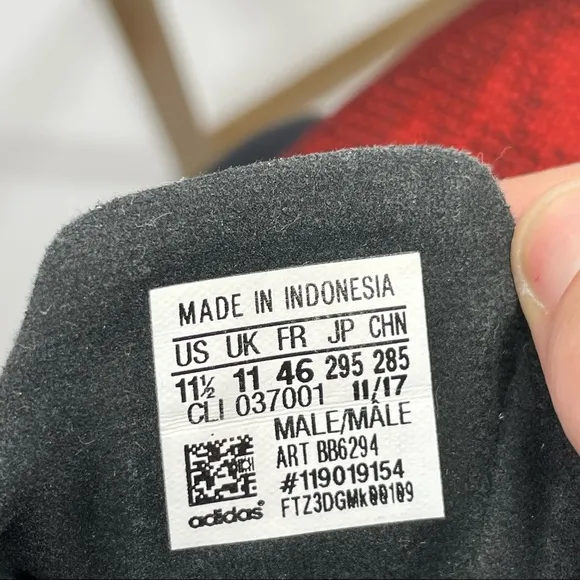 MADE IN INDONESIA
US UK FR JP CHN
11½ 11 46 295 285
CLI 037001 11/17
MALE/MÂLE
ART BB6294
#119019154
adidas